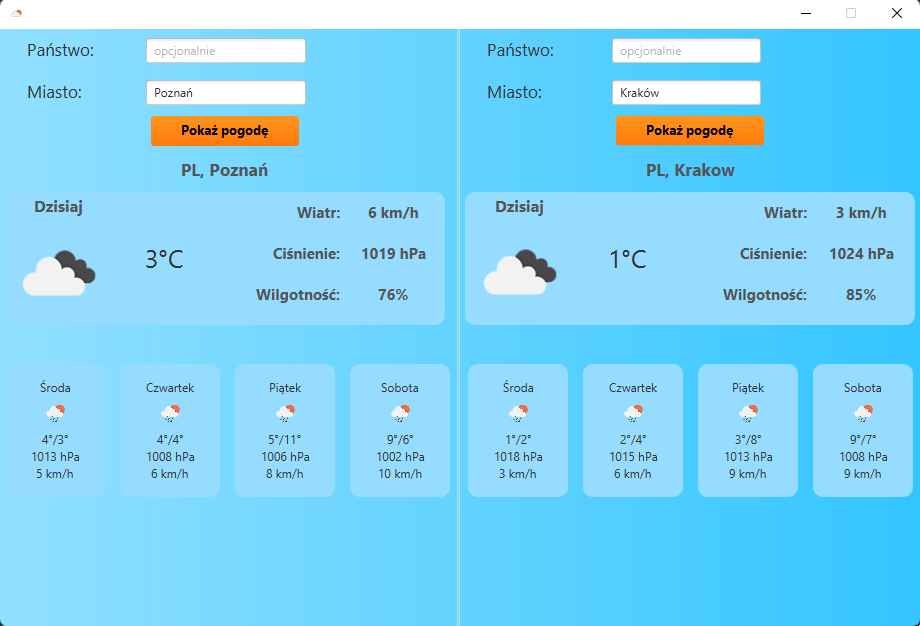 Państwo:
opcjonalnie
Miasto:
Poznań
Pokaż pogodę
PL, Poznań
Dzisiaj
3°C
Wiatr: 6 km/h
Ciśnienie: 1019 hPa
Wilgotność: 76%
Środa
4°/3°
1013 hPa
5 km/h
Czwartek
4°/4°
1008 hPa
6 km/h
Piątek
5°/11°
1006 hPa
8 km/h
Sobota
9°/6°
1002 hPa
10 km/h
Państwo:
opcjonalnie
Miasto:
Kraków
Pokaż pogodę
PL, Krakow
Dzisiaj
1°C
Wiatr: 3 km/h
Ciśnienie: 1024 hPa
Wilgotność: 85%
Środa
1°/2°
1018 hPa
3 km/h
Czwartek
2°/4°
1015 hPa
6 km/h
Piątek
3°/8°
1013 hPa
9 km/h
Sobota
9°/7°
1008 hPa
9 km/h